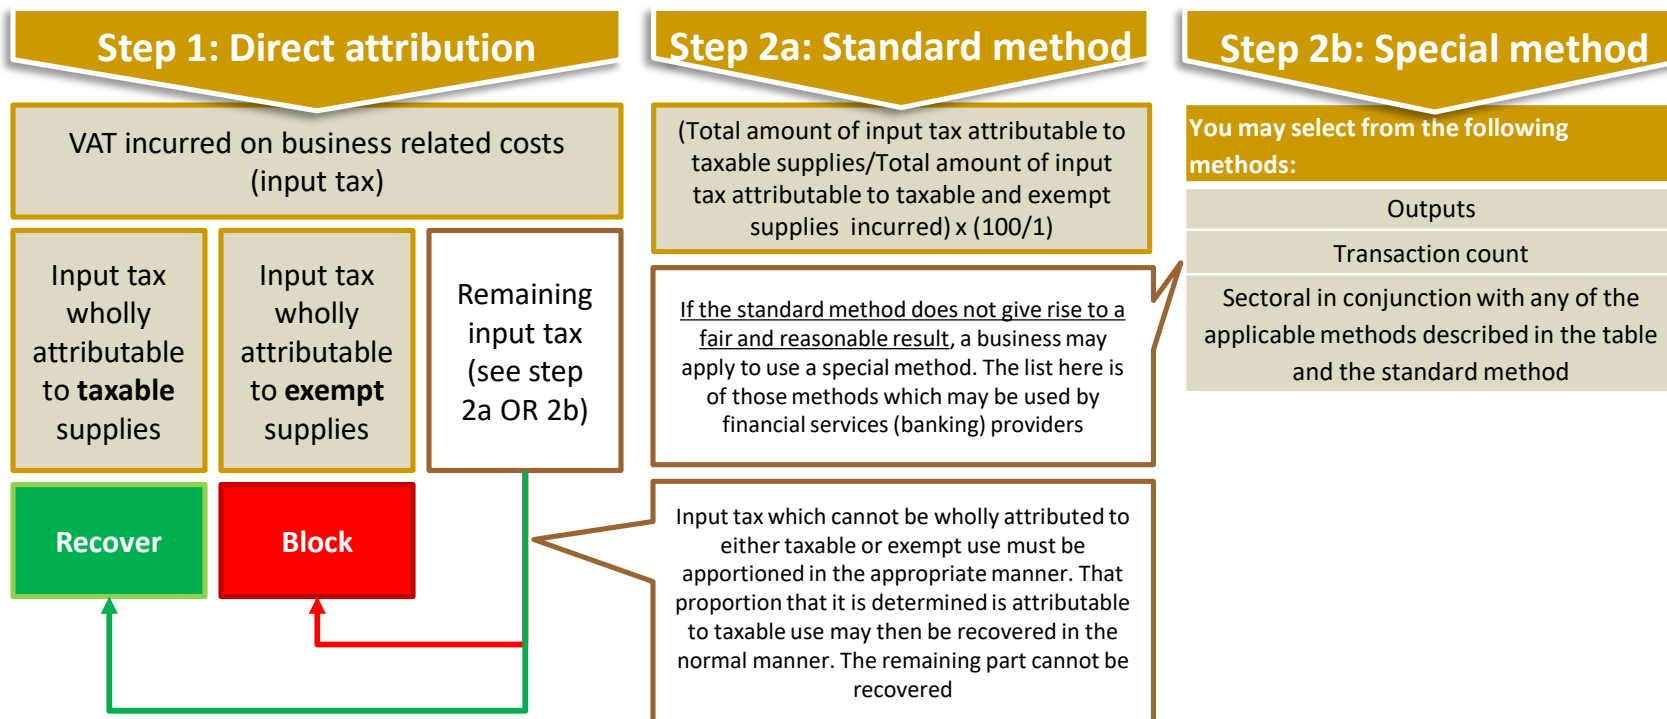 Step 1: Direct attribution
VAT incurred on business related costs
(input tax)
Input tax
wholly
attributable
to taxable
supplies
Input tax
wholly
attributable
to exempt
supplies
Remaining
input tax
(see step
2a OR 2b)
Recover
Block
Step 2a: Standard method
(Total amount of input tax attributable to
taxable supplies/Total amount of input
tax attributable to taxable and exempt
supplies incurred) x (100/1)
If the standard method does not give rise to a
fair and reasonable result, a business may
apply to use a special method. The list here is
of those methods which may be used by
financial services (banking) providers
Input tax which cannot be wholly attributed to
either taxable or exempt use must be
apportioned in the appropriate manner. That
proportion that it is determined is attributable
to taxable use may then be recovered in the
normal manner. The remaining part cannot be
recovered
Step 2b: Special method
You may select from the following
methods:
Outputs
Transaction count
Sectoral in conjunction with any of the
applicable methods described in the table
and the standard method